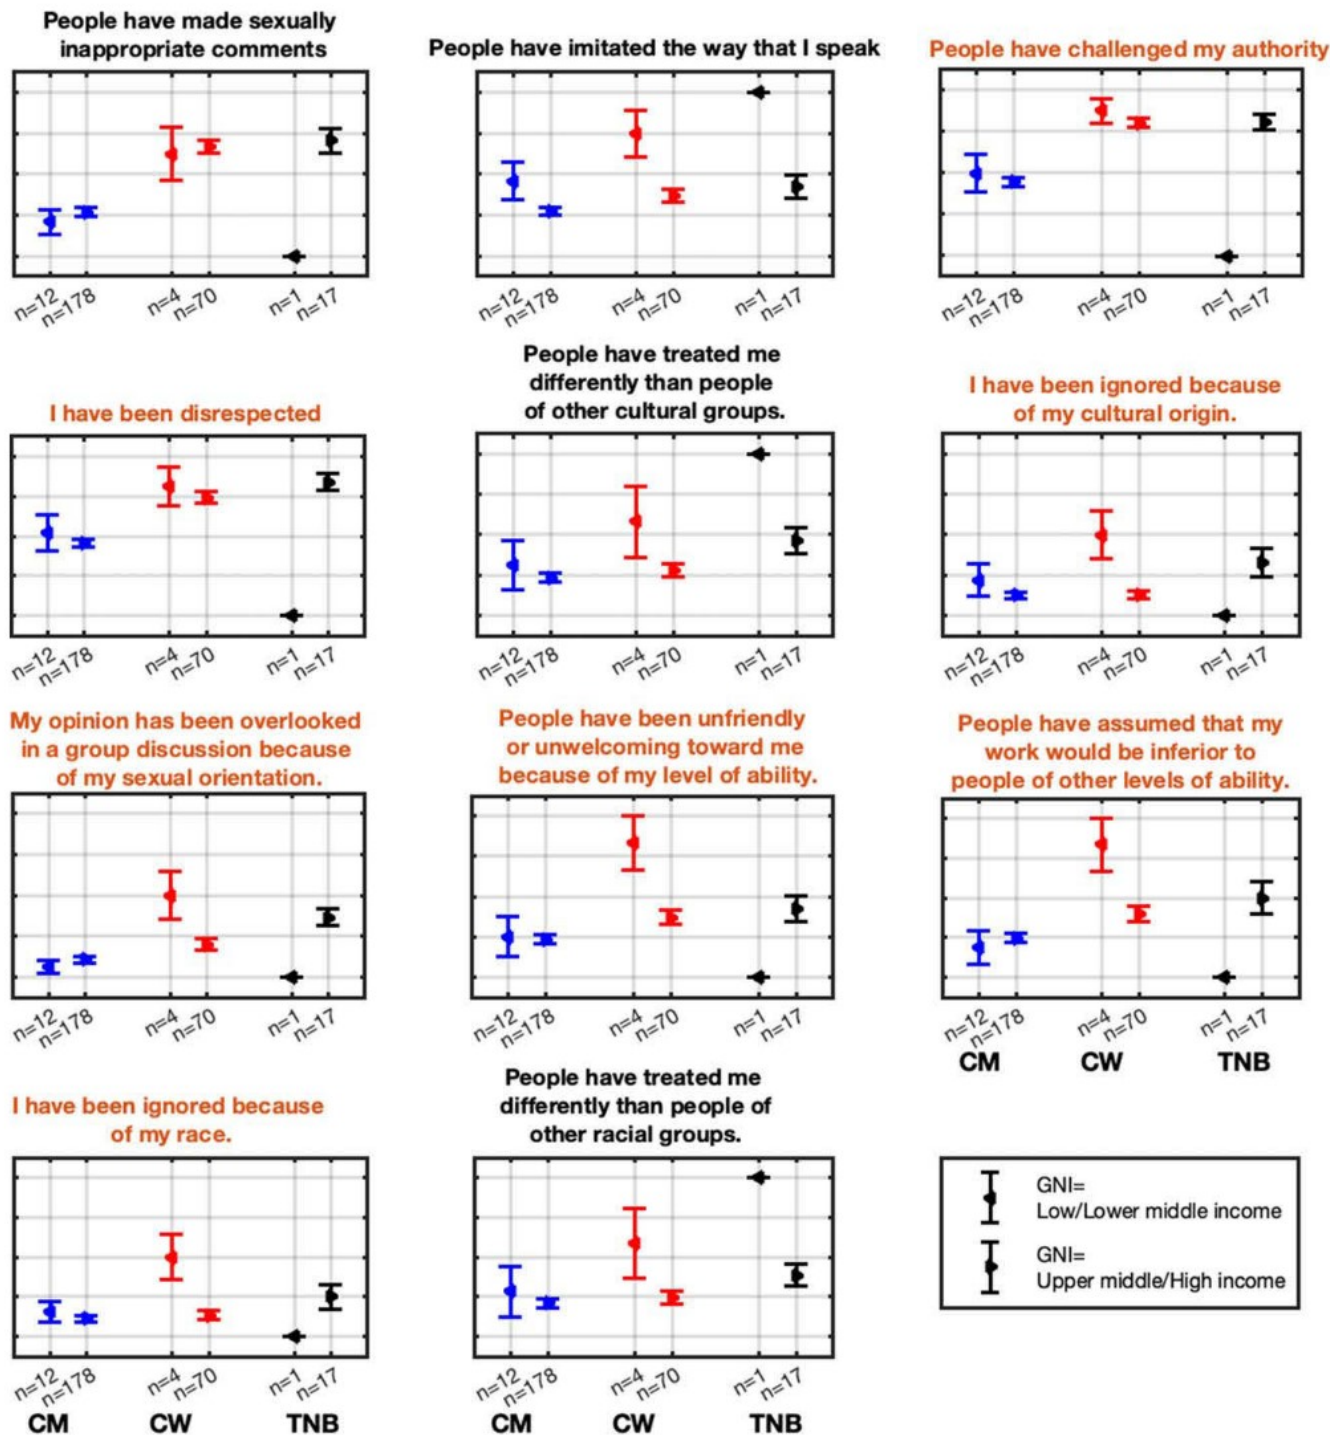 People have made sexually
inappropriate comments
People have imitated the way that I speak
People have challenged my authority
n=12
n=178
n=4
n=70
n=1
n=17
n=12
n=178
n=4
n=70
n=1
n=17
n=12
n=178
n=4
n=70
n=1
n=17
I have been disrespected
People have treated me
differently than people
of other cultural groups.
I have been ignored because
of my cultural origin.
n=12
n=178
n=4
n=70
n=1
n=17
n=12
n=178
n=4
n=70
n=1
n=17
n=12
n=178
n=4
n=70
n=1
n=17
My opinion has been overlooked
in a group discussion because
of my sexual orientation.
People have been unfriendly
or unwelcoming toward me
because of my level of ability.
People have assumed that my
work would be inferior to
people of other levels of ability.
n=12
n=178
n=4
n=70
n=1
n=17
n=12
n=178
n=4
n=70
n=1
n=17
n=12
n=178
n=4
n=70
n=1
n=17
CM
CW
TNB
I have been ignored because
of my race.
People have treated me
differently than people of
other racial groups.
n=12
n=178
n=4
n=70
n=1
n=17
CM
CW
TNB
n=12
n=178
n=4
n=70
n=1
n=17
CM
CW
TNB
GNI=
Low/Lower middle income
GNI=
Upper middle/High income